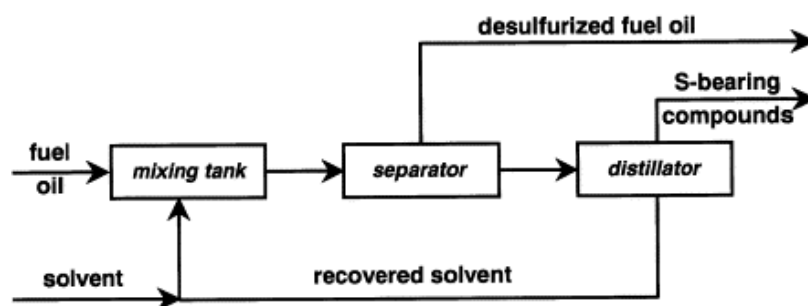 desulfurized fuel oil
S-bearing
compounds
fuel
oil
mixing tank
separator
distillator
solvent
recovered solvent